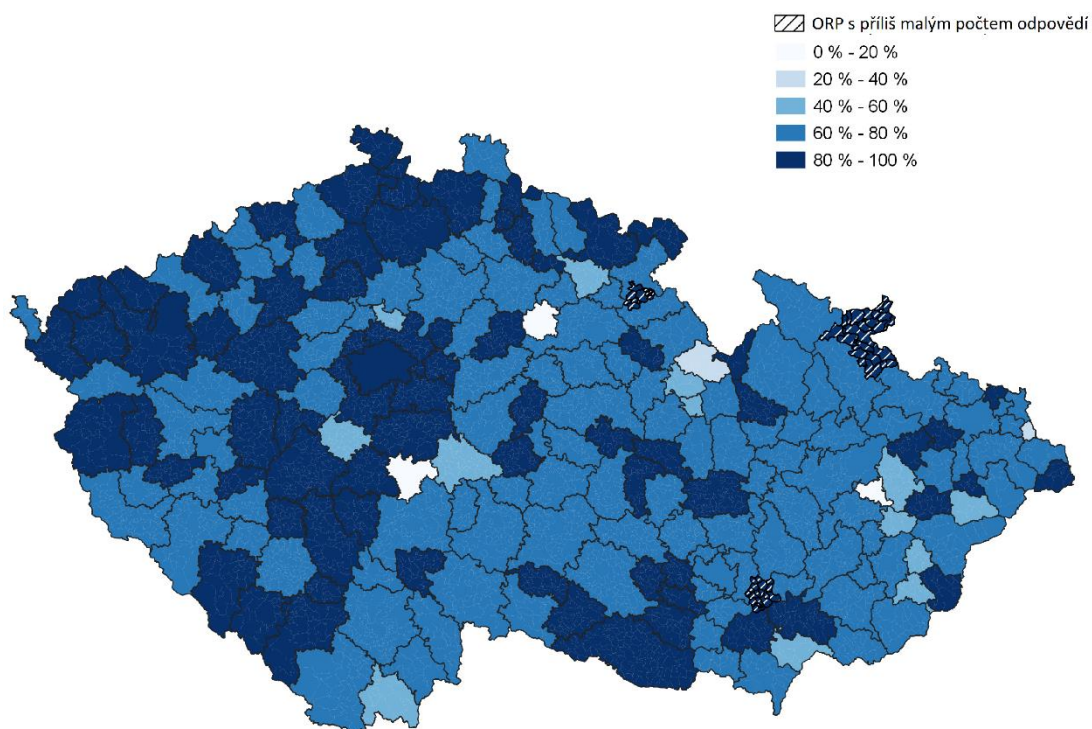 ORP s příliš malým počtem odpovědí
0 % - 20 %
20 % - 40 %
40 % - 60 %
60 % - 80 %
80 % - 100 %